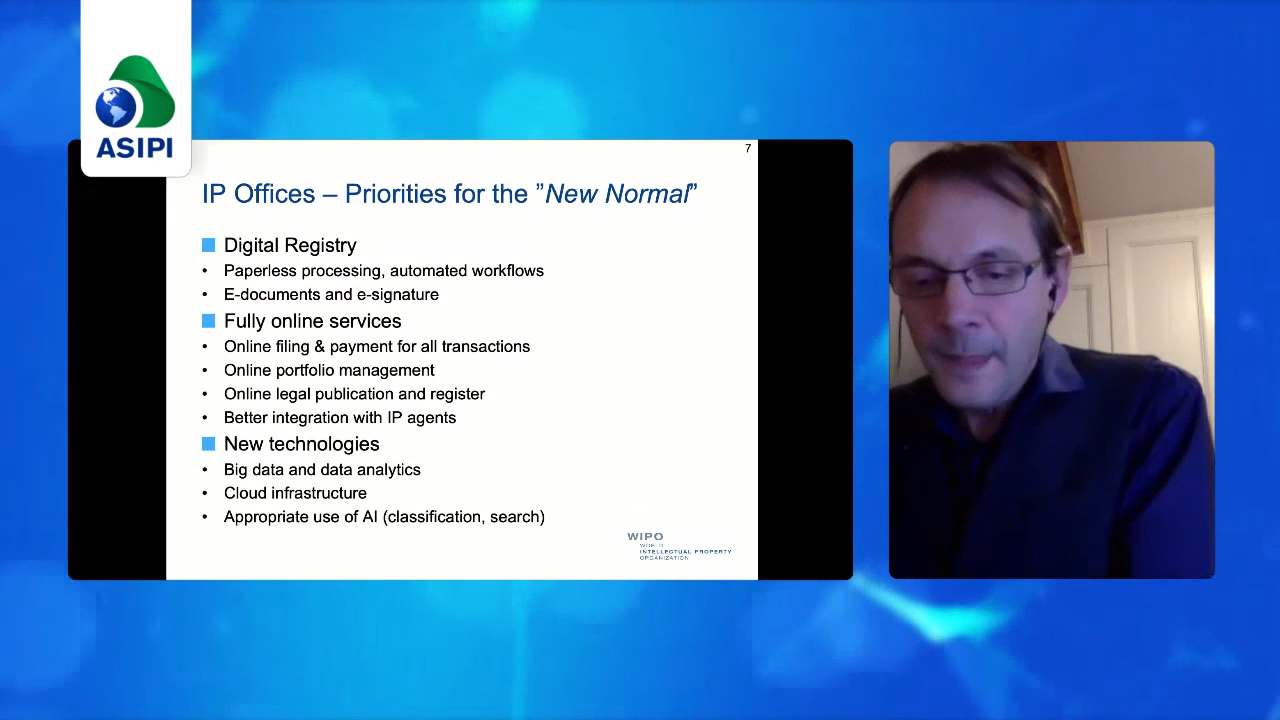 ASIPI
7
IP Offices – Priorities for the ”New Normal”
Digital Registry
• Paperless processing, automated workflows
• E-documents and e-signature
Fully online services
• Online filing & payment for all transactions
• Online portfolio management
• Online legal publication and register
• Better integration with IP agents
New technologies
• Big data and data analytics
• Cloud infrastructure
• Appropriate use of AI (classification, search)
WIPO
WORLD
INTELLECTUAL PROPERTY
ORGANIZATION